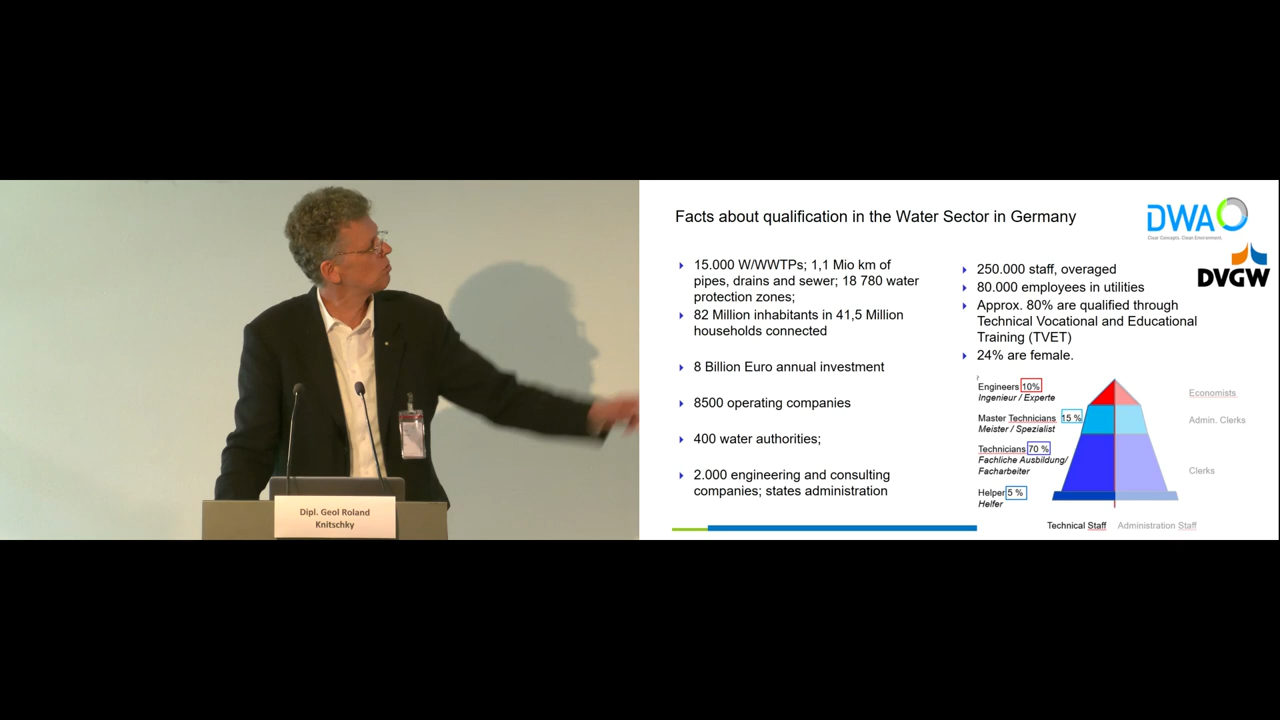 Dipl. Geol Roland
Knitschky
Facts about qualification in the Water Sector in Germany
DWA
Clear Concepts. Clean Environment.
DVGW
15.000 W/WWTPs; 1,1 Mio km of
pipes, drains and sewer; 18 780 water
protection zones;
82 Million inhabitants in 41,5 Million
households connected
8 Billion Euro annual investment
8500 operating companies
400 water authorities;
2.000 engineering and consulting
companies; states administration
250.000 staff, overaged
80.000 employees in utilities
Approx. 80% are qualified through
Technical Vocational and Educational
Training (TVET)
24% are female.
Engineers 10%
Ingenieur / Experte
Master Technicians 15 %
Meister / Spezialist
Technicians 70 %
Fachliche Ausbildung/
Facharbeiter
Helper 5 %
Helfer
Economists
Admin. Clerks
Clerks
Technical Staff
Administration Staff